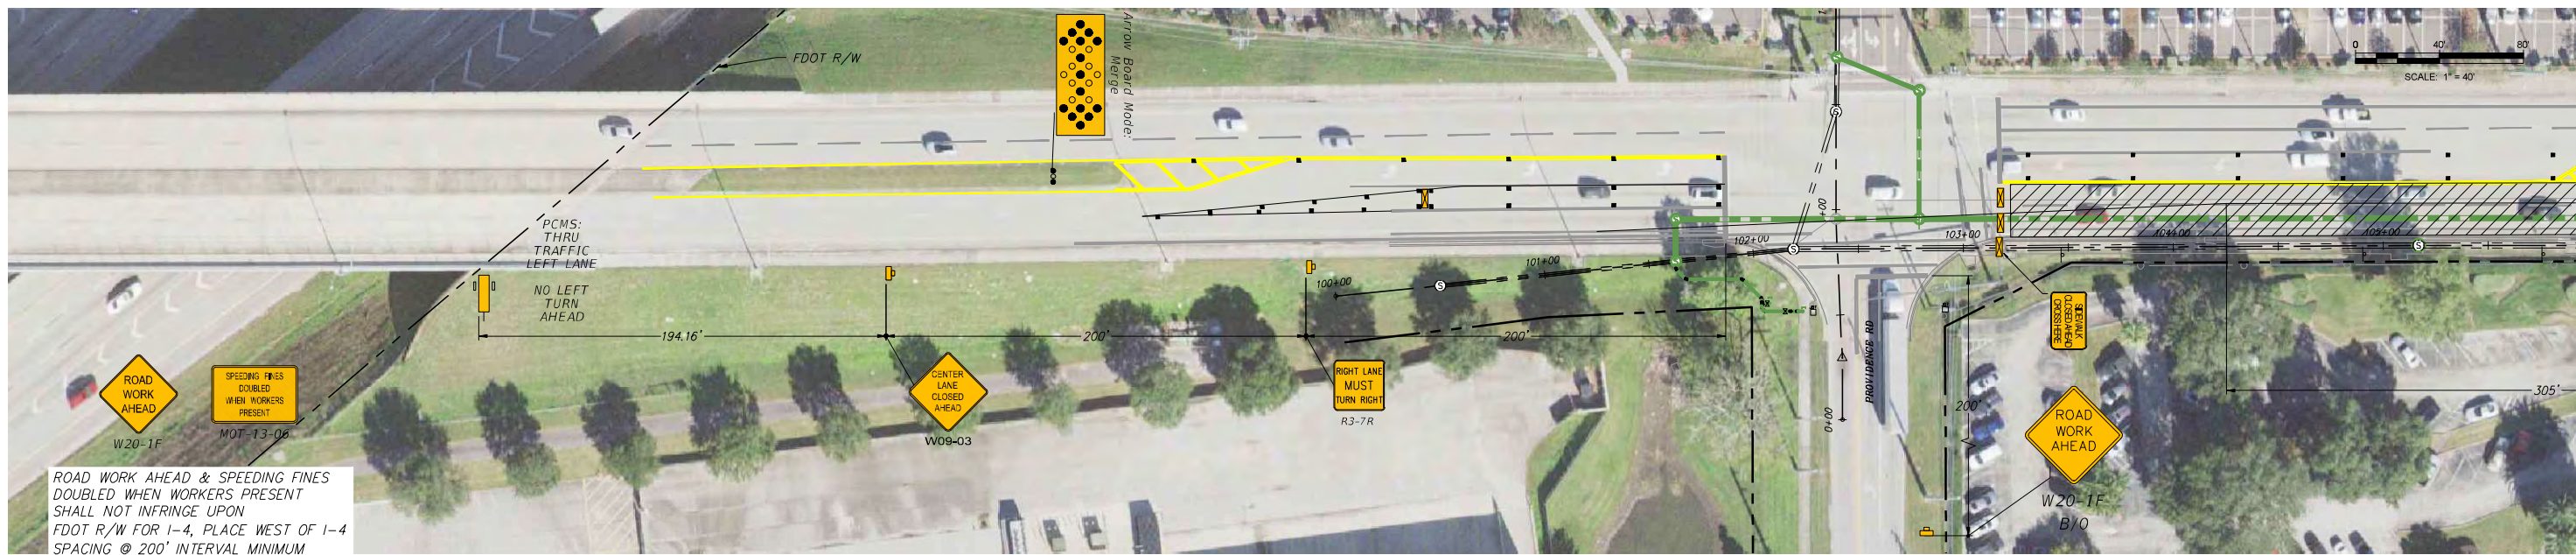 FDOT R/W
Arrow Board Mode:
Merge
0 40' 80'
SCALE: 1" = 40'
PCMS:
THRU
TRAFFIC
LEFT LANE
NO LEFT
TURN
AHEAD
194.16'
200'
200'
100+00
101+00
102+00
103+00
104+00
105+00
+00
0+00
PROVIDENCE RD
ROAD
WORK
AHEAD
W20-1F
SPEEDING FINES
DOUBLED
WHEN WORKERS
PRESENT
MOT-13-06
CENTER
LANE
CLOSED
AHEAD
W09-03
RIGHT LANE
MUST
TURN RIGHT
R3-7R
SIDEWALK
CLOSED AHEAD
CROSS HERE
305'
200'
ROAD
WORK
AHEAD
W20-1F
B/O
S
S
S
S
ROAD WORK AHEAD & SPEEDING FINES
DOUBLED WHEN WORKERS PRESENT
SHALL NOT INFRINGE UPON
FDOT R/W FOR I-4, PLACE WEST OF I-4
SPACING @ 200' INTERVAL MINIMUM